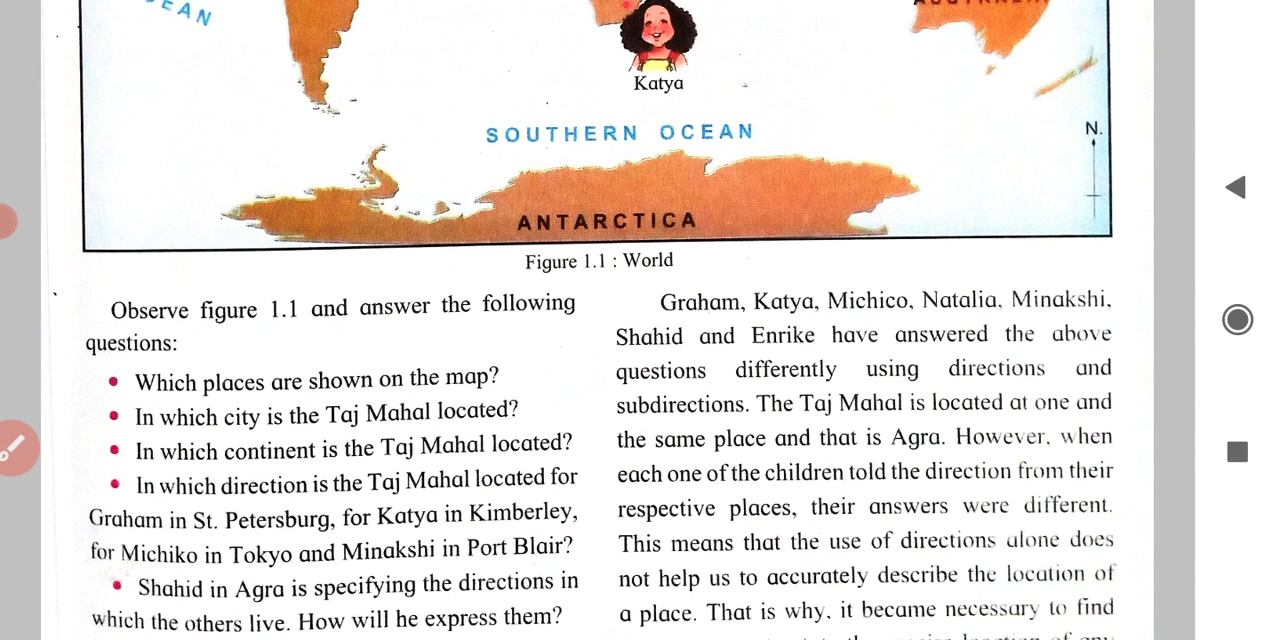 EAN
Katya
SOUTHERN OCEAN
N.
ANTARCTICA
Figure 1.1 : World
Observe figure 1.1 and answer the following
questions:
• Which places are shown on the map?
• In which city is the Taj Mahal located?
• In which continent is the Taj Mahal located?
• In which direction is the Taj Mahal located for
Graham in St. Petersburg, for Katya in Kimberley,
for Michiko in Tokyo and Minakshi in Port Blair?
• Shahid in Agra is specifying the directions in
which the others live. How will he express them?
Graham, Katya, Michico, Natalia, Minakshi,
Shahid and Enrike have answered the above
questions differently using directions and
subdirections. The Taj Mahal is located at one and
the same place and that is Agra. However, when
each one of the children told the direction from their
respective places, their answers were different.
This means that the use of directions alone does
not help us to accurately describe the location of
a place. That is why, it became necessary to find